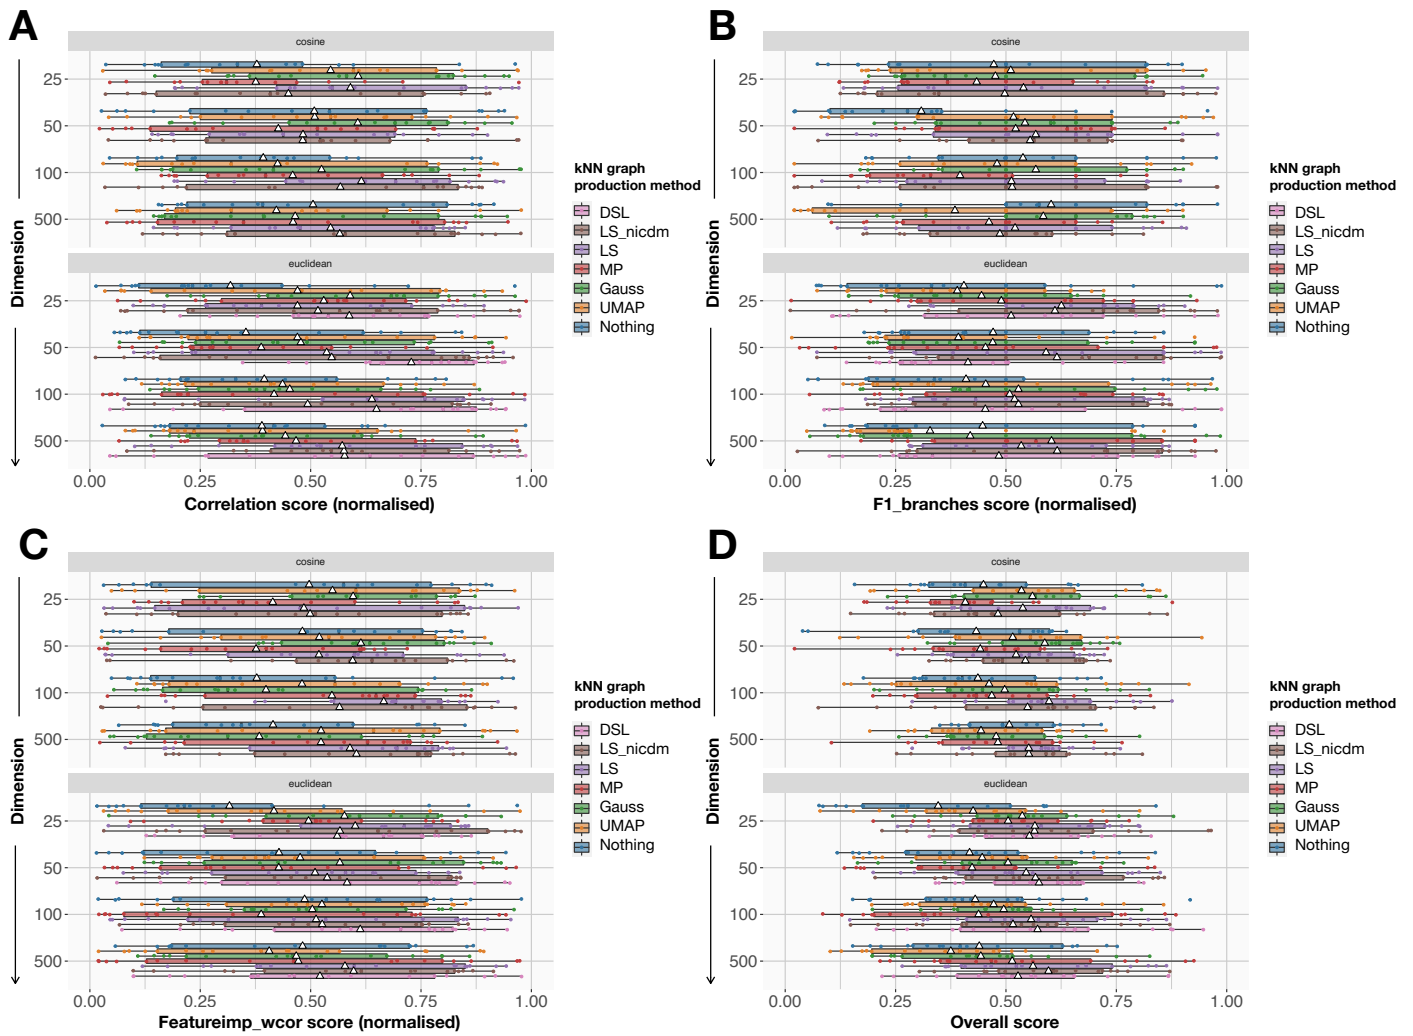 A
cosine
25
50
100
500
euclidean
25
50
100
500
Dimension
0.00 0.25 0.50 0.75 1.00
Correlation score (normalised)
kNN graph
production method
DSL
LS_nicdm
LS
MP
Gauss
UMAP
Nothing
B
cosine
25
50
100
500
euclidean
25
50
100
500
Dimension
0.00 0.25 0.50 0.75 1.00
F1_branches score (normalised)
kNN graph
production method
DSL
LS_nicdm
LS
MP
Gauss
UMAP
Nothing
C
cosine
25
50
100
500
euclidean
25
50
100
500
Dimension
0.00 0.25 0.50 0.75 1.00
Featureimp_wcor score (normalised)
kNN graph
production method
DSL
LS_nicdm
LS
MP
Gauss
UMAP
Nothing
D
cosine
25
50
100
500
euclidean
25
50
100
500
Dimension
0.00 0.25 0.50 0.75 1.00
Overall score
kNN graph
production method
DSL
LS_nicdm
LS
MP
Gauss
UMAP
Nothing